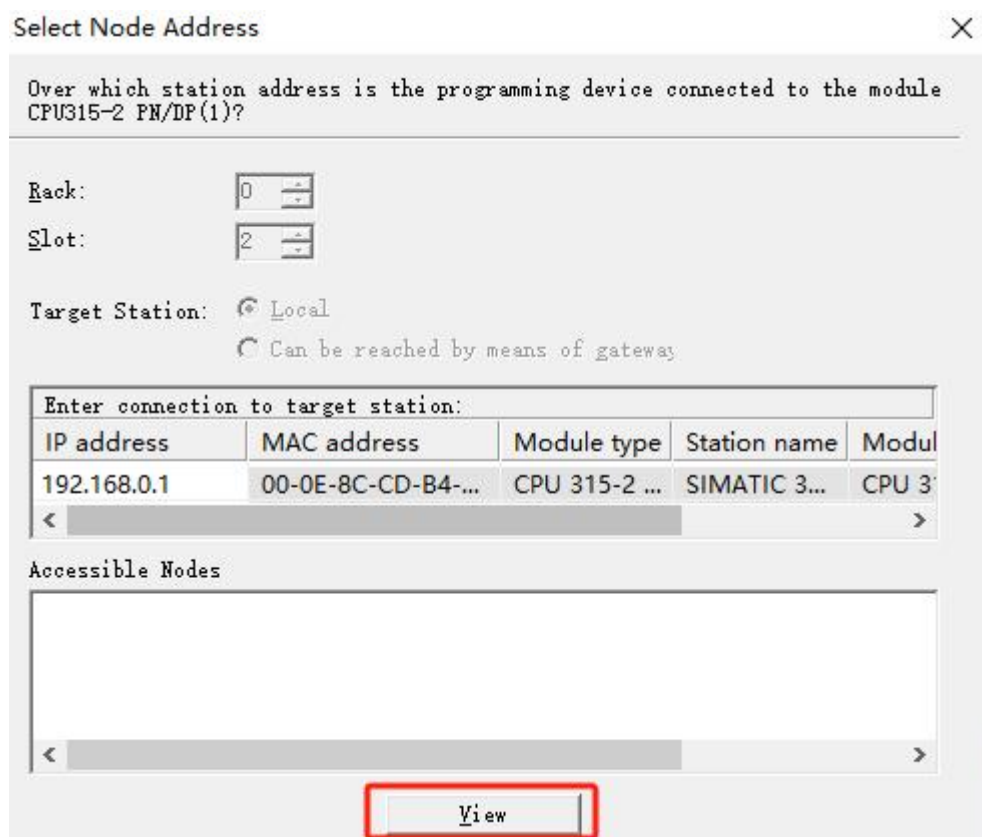 Select Node Address
Over which station address is the programming device connected to the module
CPU315-2 PN/DP(1)?
Rack: 0
Slot: 2
Target Station: Local
Can be reached by means of gateway
Enter connection to target station:
IP address MAC address Module type Station name Modul
192.168.0.1 00-0E-8C-CD-B4-... CPU 315-2 ... SIMATIC 3... CPU 3
Accessible Nodes
View